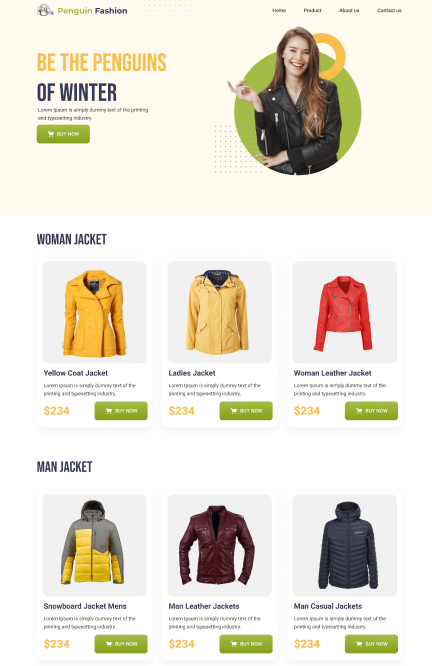 Penguin Fashion
Home Product About us Contact us
BE THE PENGUINS
OF WINTER
Lorem Ipsum is simply dummy text of the printing
and typesetting industry.
BUY NOW
WOMAN JACKET
Yellow Coat Jacket
Lorem Ipsum is simply dummy text of the
printing and typesetting industry.
$234 BUY NOW
Ladies Jacket
Lorem Ipsum is simply dummy text of the
printing and typesetting industry.
$234 BUY NOW
Woman Leather Jacket
Lorem Ipsum is simply dummy text of the
printing and typesetting industry.
$234 BUY NOW
MAN JACKET
Snowboard Jacket Mens
Lorem Ipsum is simply dummy text of the
printing and typesetting industry.
$234 BUY NOW
Man Leather Jackets
Lorem Ipsum is simply dummy text of the
printing and typesetting industry.
$234 BUY NOW
Man Casual Jackets
Lorem Ipsum is simply dummy text of the
printing and typesetting industry.
$234 BUY NOW